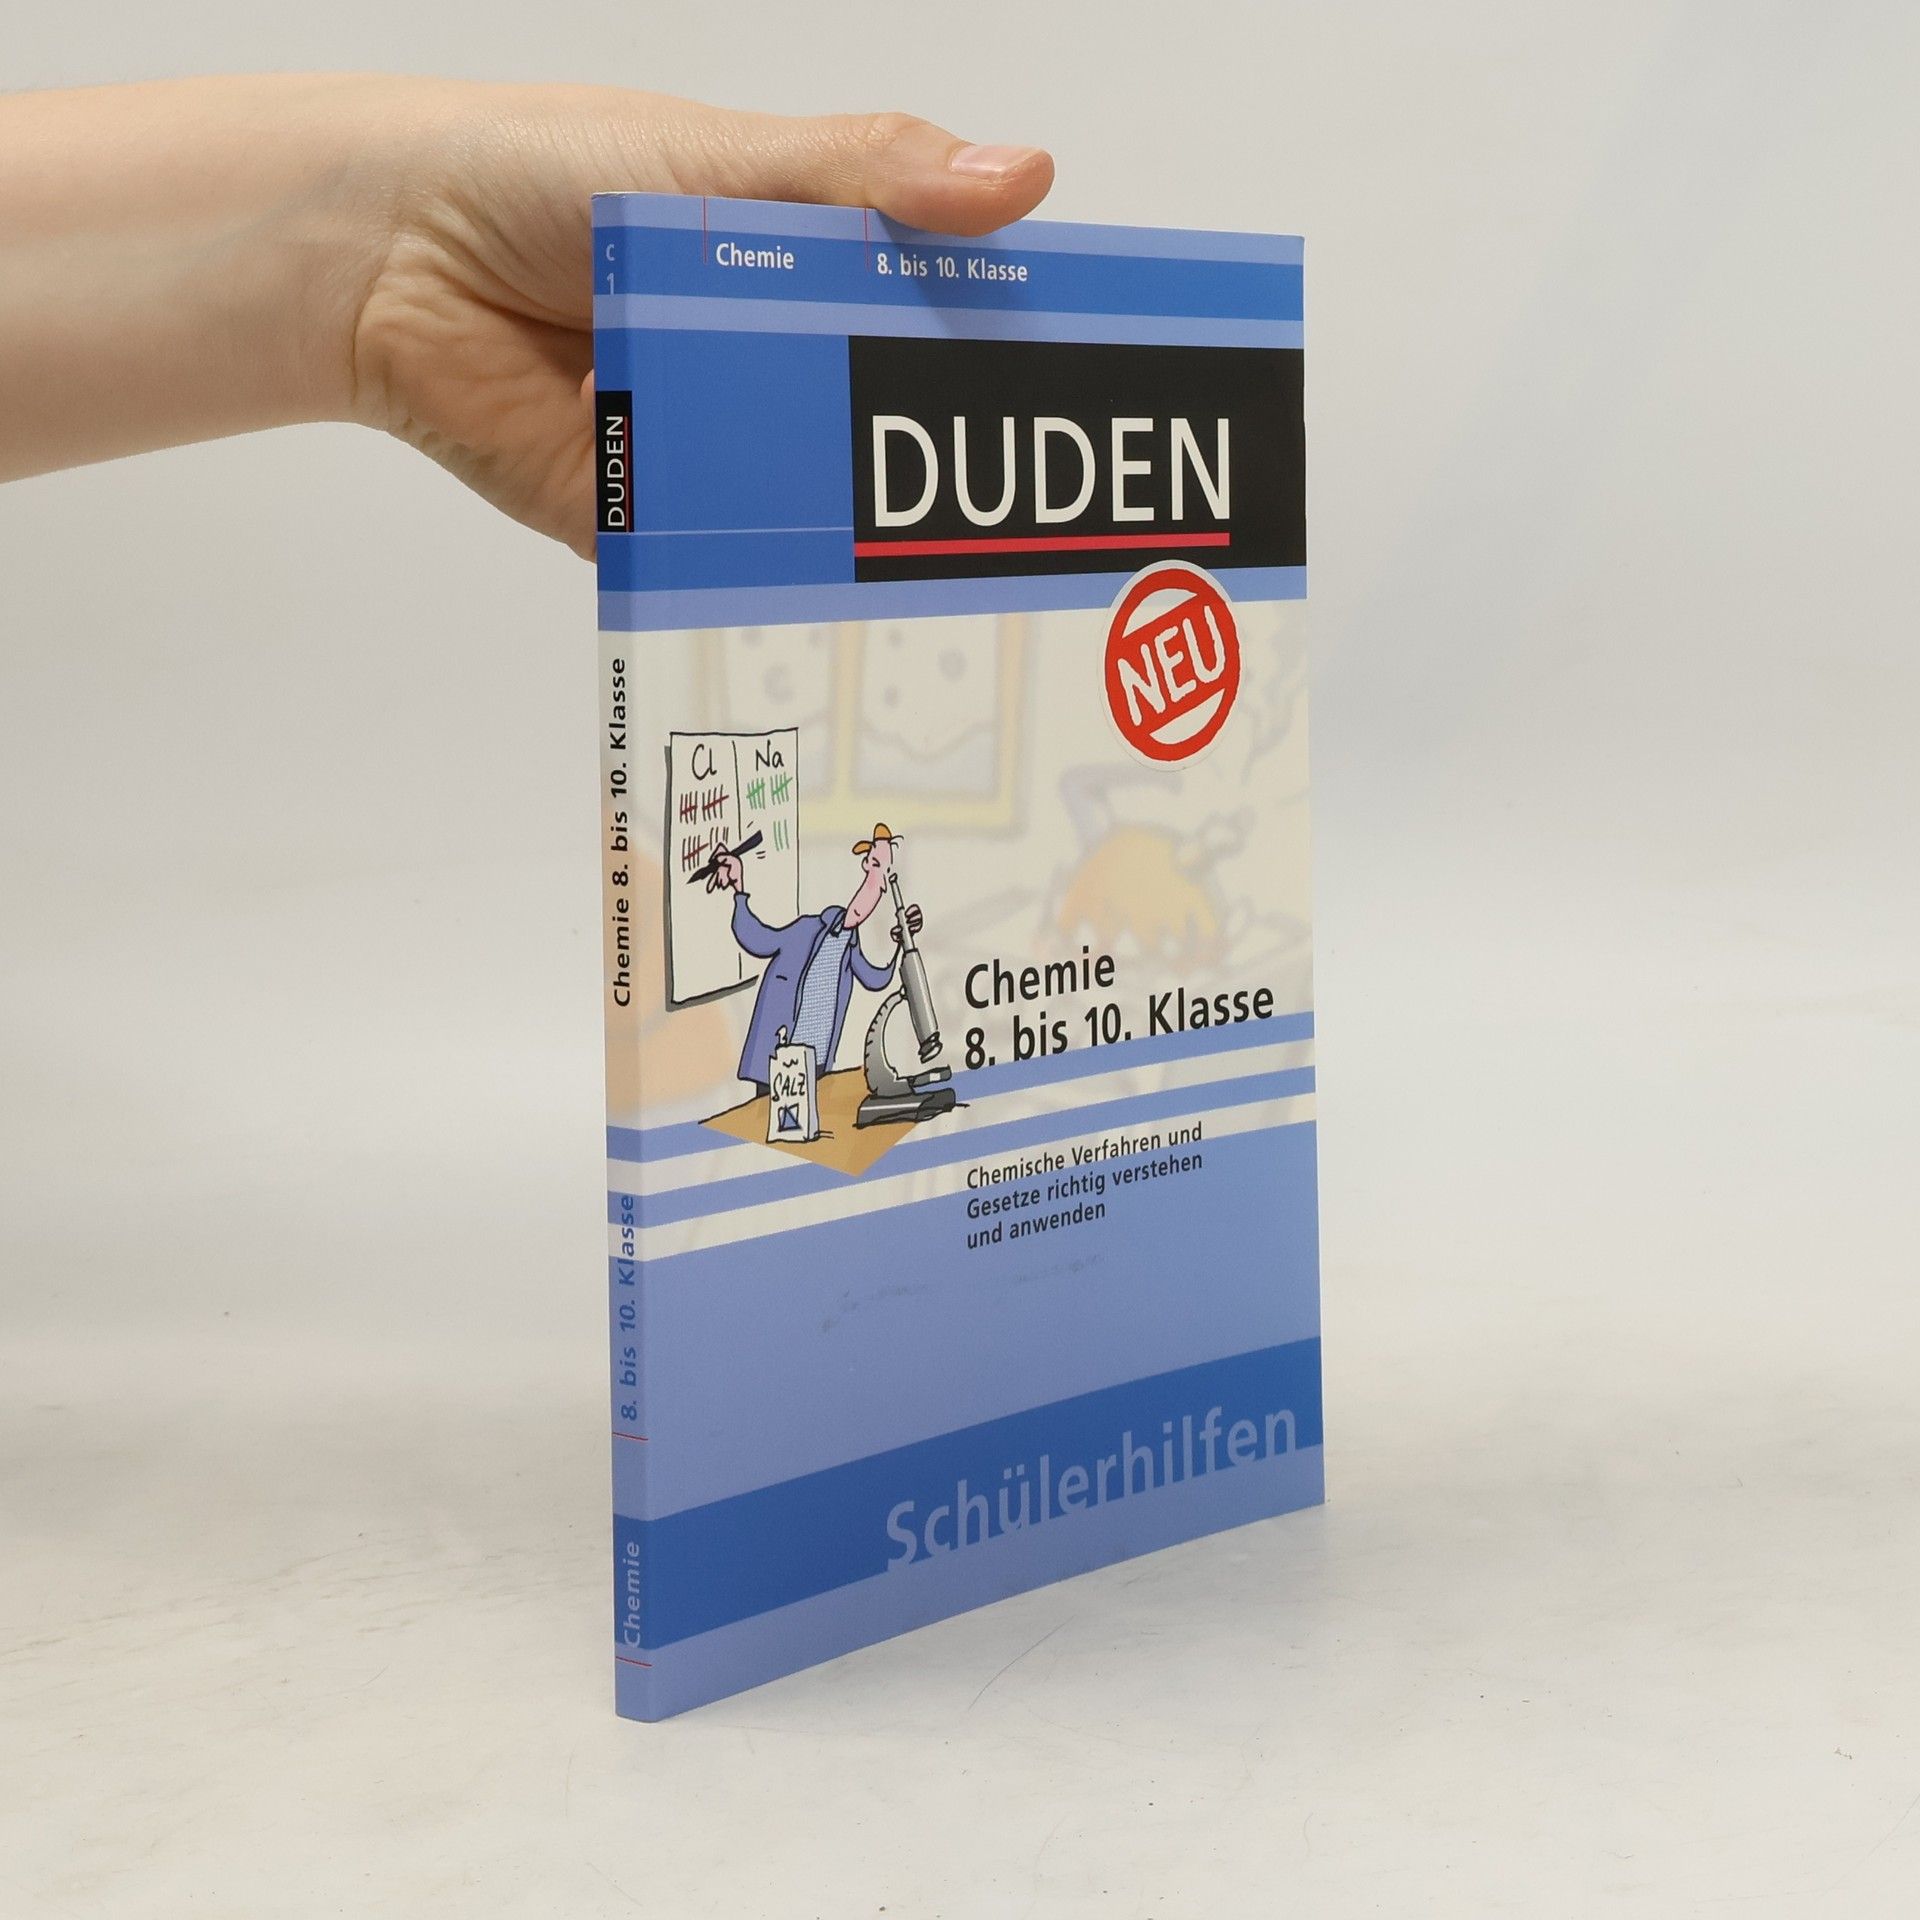 C
1
DUDEN
Chemie 8. bis 10. Klasse
8. bis 10. Klasse
Chemie
Chemie
8. bis 10. Klasse
DUDEN
NEU
Cl
Na
SALZ
Chemie
8. bis 10. Klasse
Chemische Verfahren und
Gesetze richtig verstehen
und anwenden
Schülerhilfen